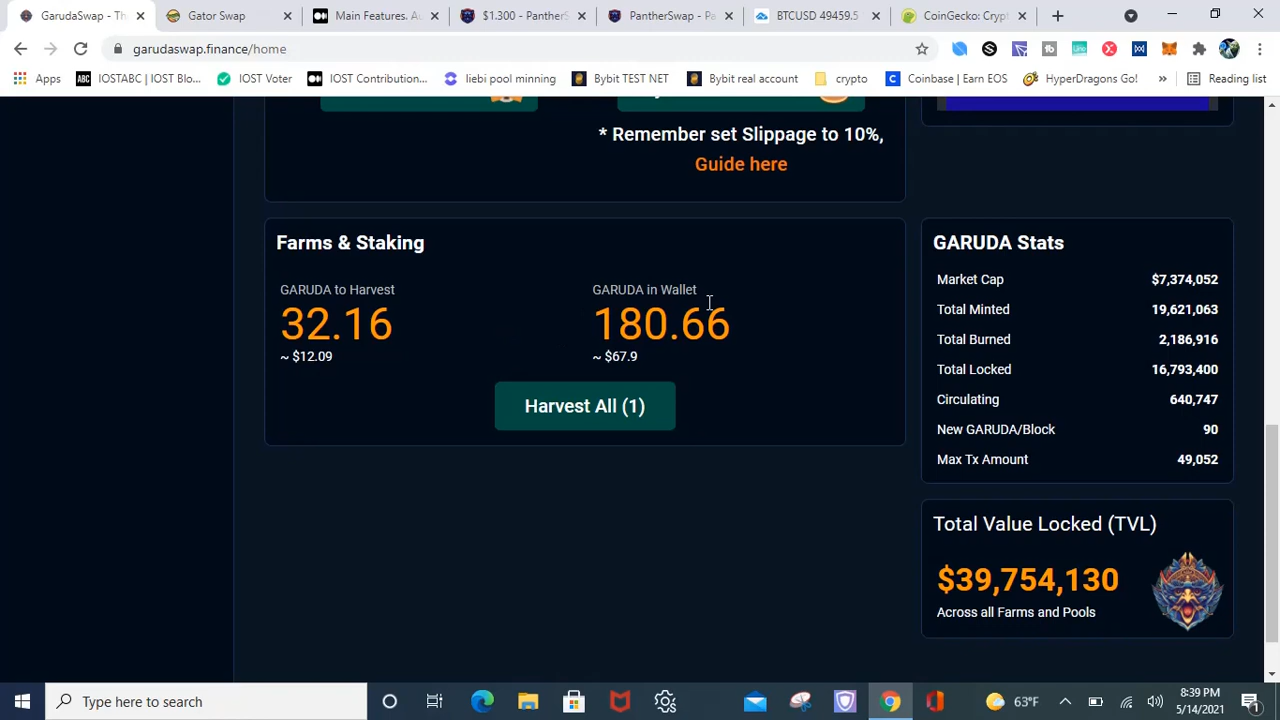 GarudaSwap - Th
Gator Swap
Main Features. A
$1.300 - PantherS
PantherSwap - Pa
BTCUSD 49459.5
CoinGecko: Crypt
garudaswap.finance/home
Apps
ABC
IOSTABC | IOST Blo...
IOST Voter
IOST Contribution...
liebi pool minning
Bybit TEST NET
Bybit real account
crypto
Coinbase | Earn EOS
HyperDragons Go!
»
Reading list
* Remember set Slippage to 10%,
Guide here
Farms & Staking
GARUDA to Harvest
32.16
~ $12.09
GARUDA in Wallet
180.66
~ $67.9
Harvest All (1)
GARUDA Stats
Market Cap $7,374,052
Total Minted 19,621,063
Total Burned 2,186,916
Total Locked 16,793,400
Circulating 640,747
New GARUDA/Block 90
Max Tx Amount 49,052
Total Value Locked (TVL)
$39,754,130
Across all Farms and Pools
Type here to search
63°F
8:39 PM
5/14/2021
1